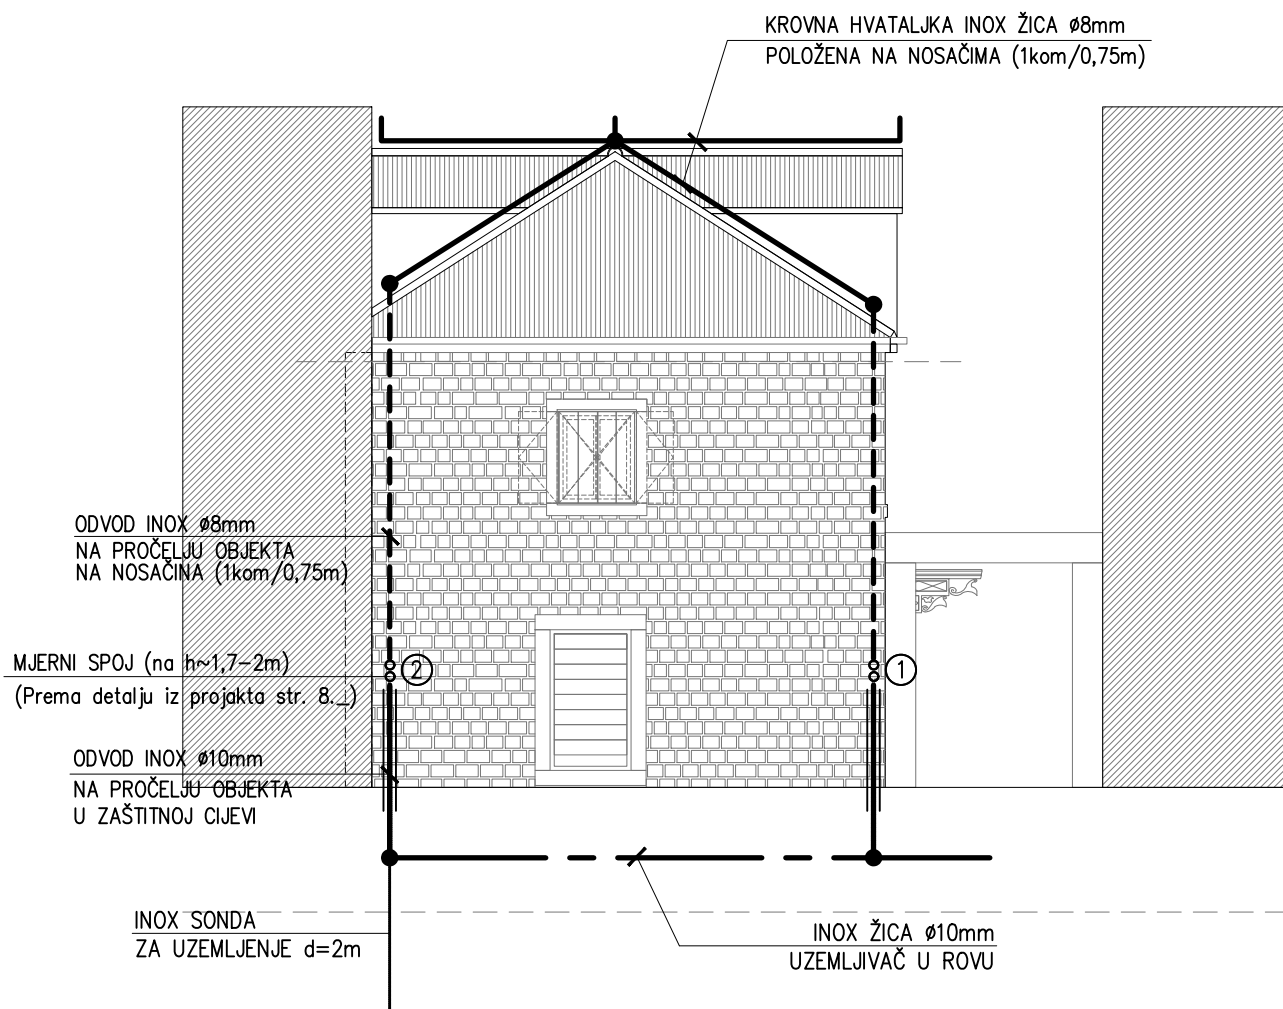 KROVNA HVATALJKA INOX ŽICA ø8mm
POLOŽENA NA NOSAČIMA (1kom/0,75m)
ODVOD INOX ø8mm
NA PROČELJU OBJEKTA
NA NOSAČINA (1kom/0,75m)
MJERNI SPOJ (na h~1,7-2m)
(Prema detalju iz projakta str. 8._)
2
1
ODVOD INOX ø10mm
NA PROČELJU OBJEKTA
U ZAŠTITNOJ CIJEVI
INOX SONDA
ZA UZEMLJENJE d=2m
INOX ŽICA ø10mm
UZEMLJIVAČ U ROVU